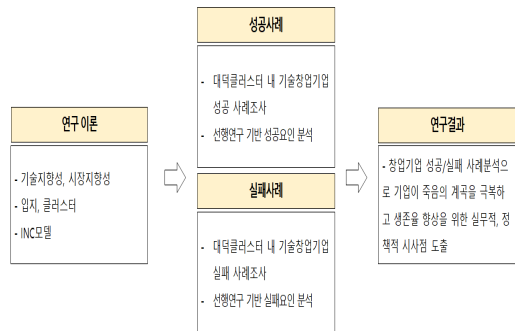 연구 이론
- 기술지향성, 시장지향성
- 입지, 클러스터
- INC모델
성공사례
- 대덕클러스터 내 기술창업기업
성공 사례조사
- 선행연구 기반 성공요인 분석
실패사례
- 대덕클러스터 내 기술창업기업
실패 사례조사
- 선행연구 기반 실패요인 분석
연구결과
- 창업기업 성공/실패 사례분석으
로 기업이 죽음의 계곡을 극복하
고 생존율 향상을 위한 실무적, 정
책적 시사점 도출